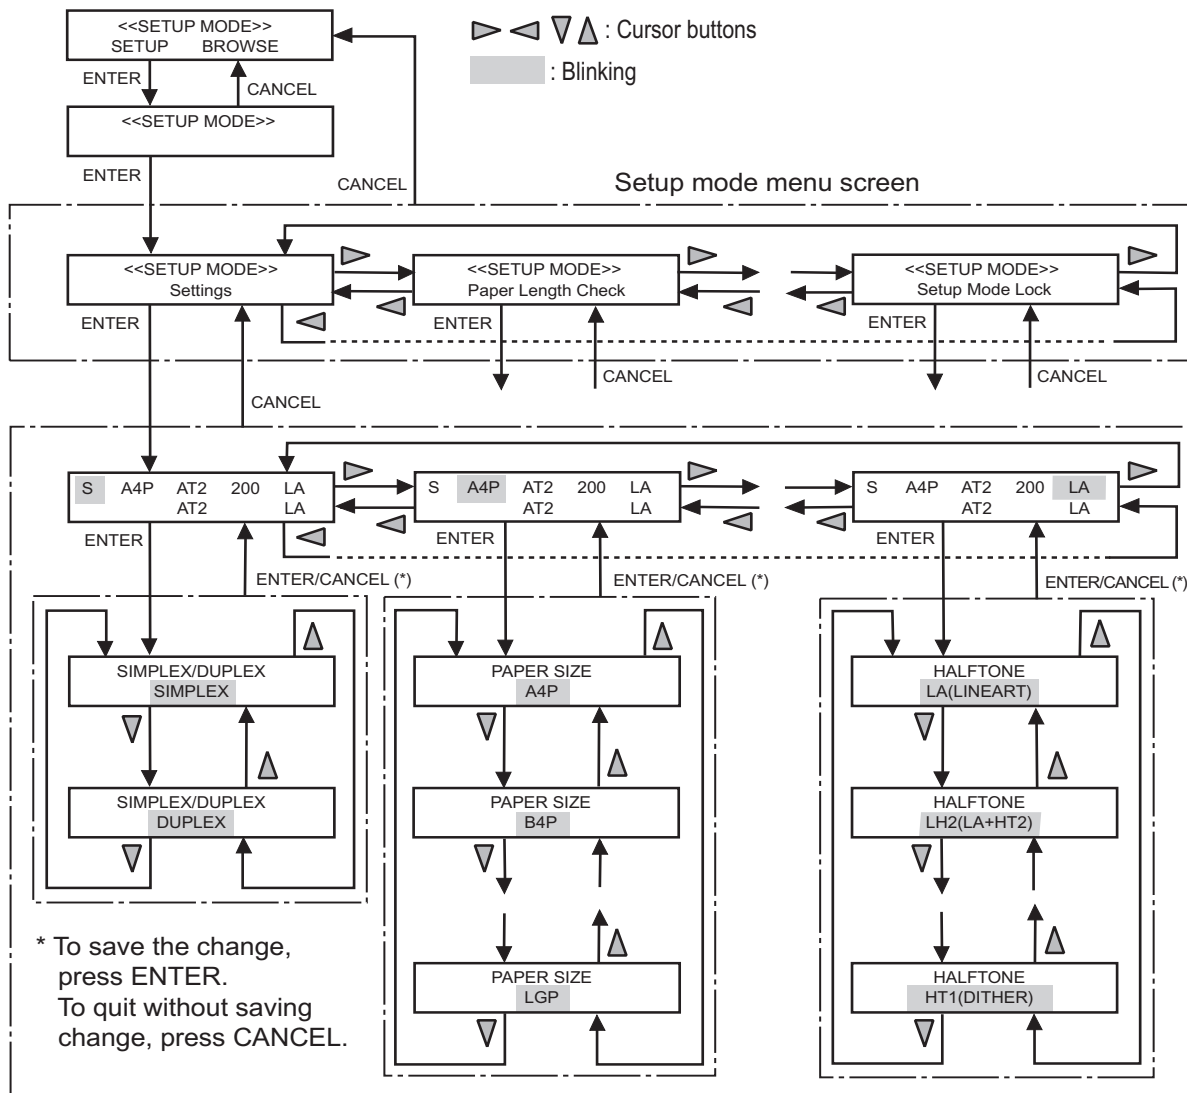 <<SETUP MODE>>
SETUP BROWSE
: Cursor buttons
: Blinking
ENTER
CANCEL
<<SETUP MODE>>
ENTER
CANCEL
Setup mode menu screen
<<SETUP MODE>>
Settings
<<SETUP MODE>>
Paper Length Check
<<SETUP MODE>>
Setup Mode Lock
ENTER
ENTER
ENTER
CANCEL
CANCEL
CANCEL
S A4P AT2 200 LA
AT2 LA
S A4P AT2 200 LA
AT2 LA
S A4P AT2 200 LA
AT2 LA
ENTER
ENTER
ENTER
ENTER/CANCEL (*)
ENTER/CANCEL (*)
ENTER/CANCEL (*)
SIMPLEX/DUPLEX
SIMPLEX
PAPER SIZE
A4P
HALFTONE
LA(LINEART)
SIMPLEX/DUPLEX
DUPLEX
PAPER SIZE
B4P
HALFTONE
LH2(LA+HT2)
* To save the change,
press ENTER.
To quit without saving
change, press CANCEL.
PAPER SIZE
LGP
HALFTONE
HT1(DITHER)